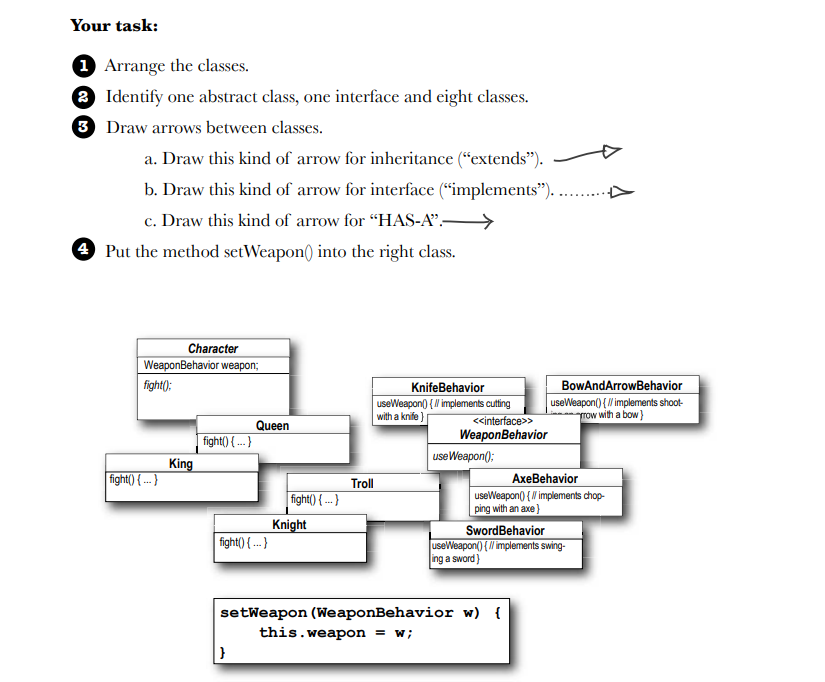 Your task:
1 Arrange the classes.
2 Identify one abstract class, one interface and eight classes.
3 Draw arrows between classes.
a. Draw this kind of arrow for inheritance (“extends”).
b. Draw this kind of arrow for interface (“implements”).
c. Draw this kind of arrow for “HAS-A”.
4 Put the method setWeapon() into the right class.
Character
WeaponBehavior weapon;
fight();
Queen
fight() { ... }
King
fight() { ... }
Troll
fight() { ... }
Knight
fight() { ... }
KnifeBehavior
useWeapon() { // implements cutting
with a knife }
BowAndArrowBehavior
useWeapon() { // implements shoot-
with a bow }
<<interface>>
WeaponBehavior
useWeapon();
AxeBehavior
useWeapon() { // implements chop-
ping with an axe }
SwordBehavior
useWeapon() { // implements swing-
ing a sword }
setWeapon(WeaponBehavior w) {
this.weapon = w;
}